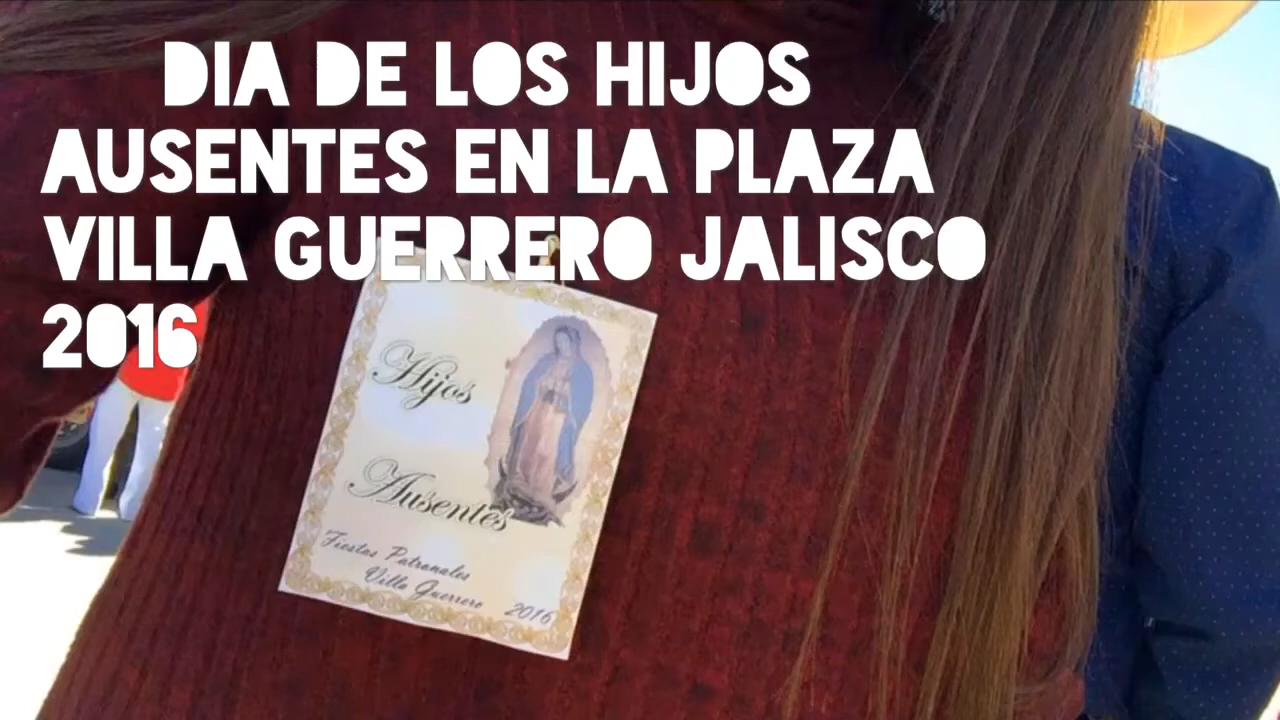 DIA DE LOS HIJOS
AUSENTES EN LA PLAZA
VILLA GUERRERO JALISCO
2016
Hijos
Ausentes
Fiestas Patronales
Villa Guerrero 2016